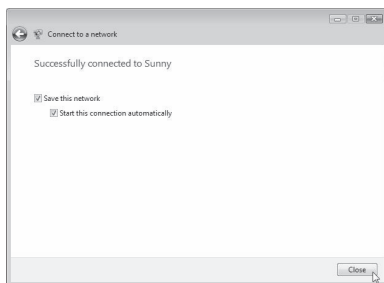 Connect to a network
Successfully connected to Sunny
Save this network
Start this connection automatically
Close